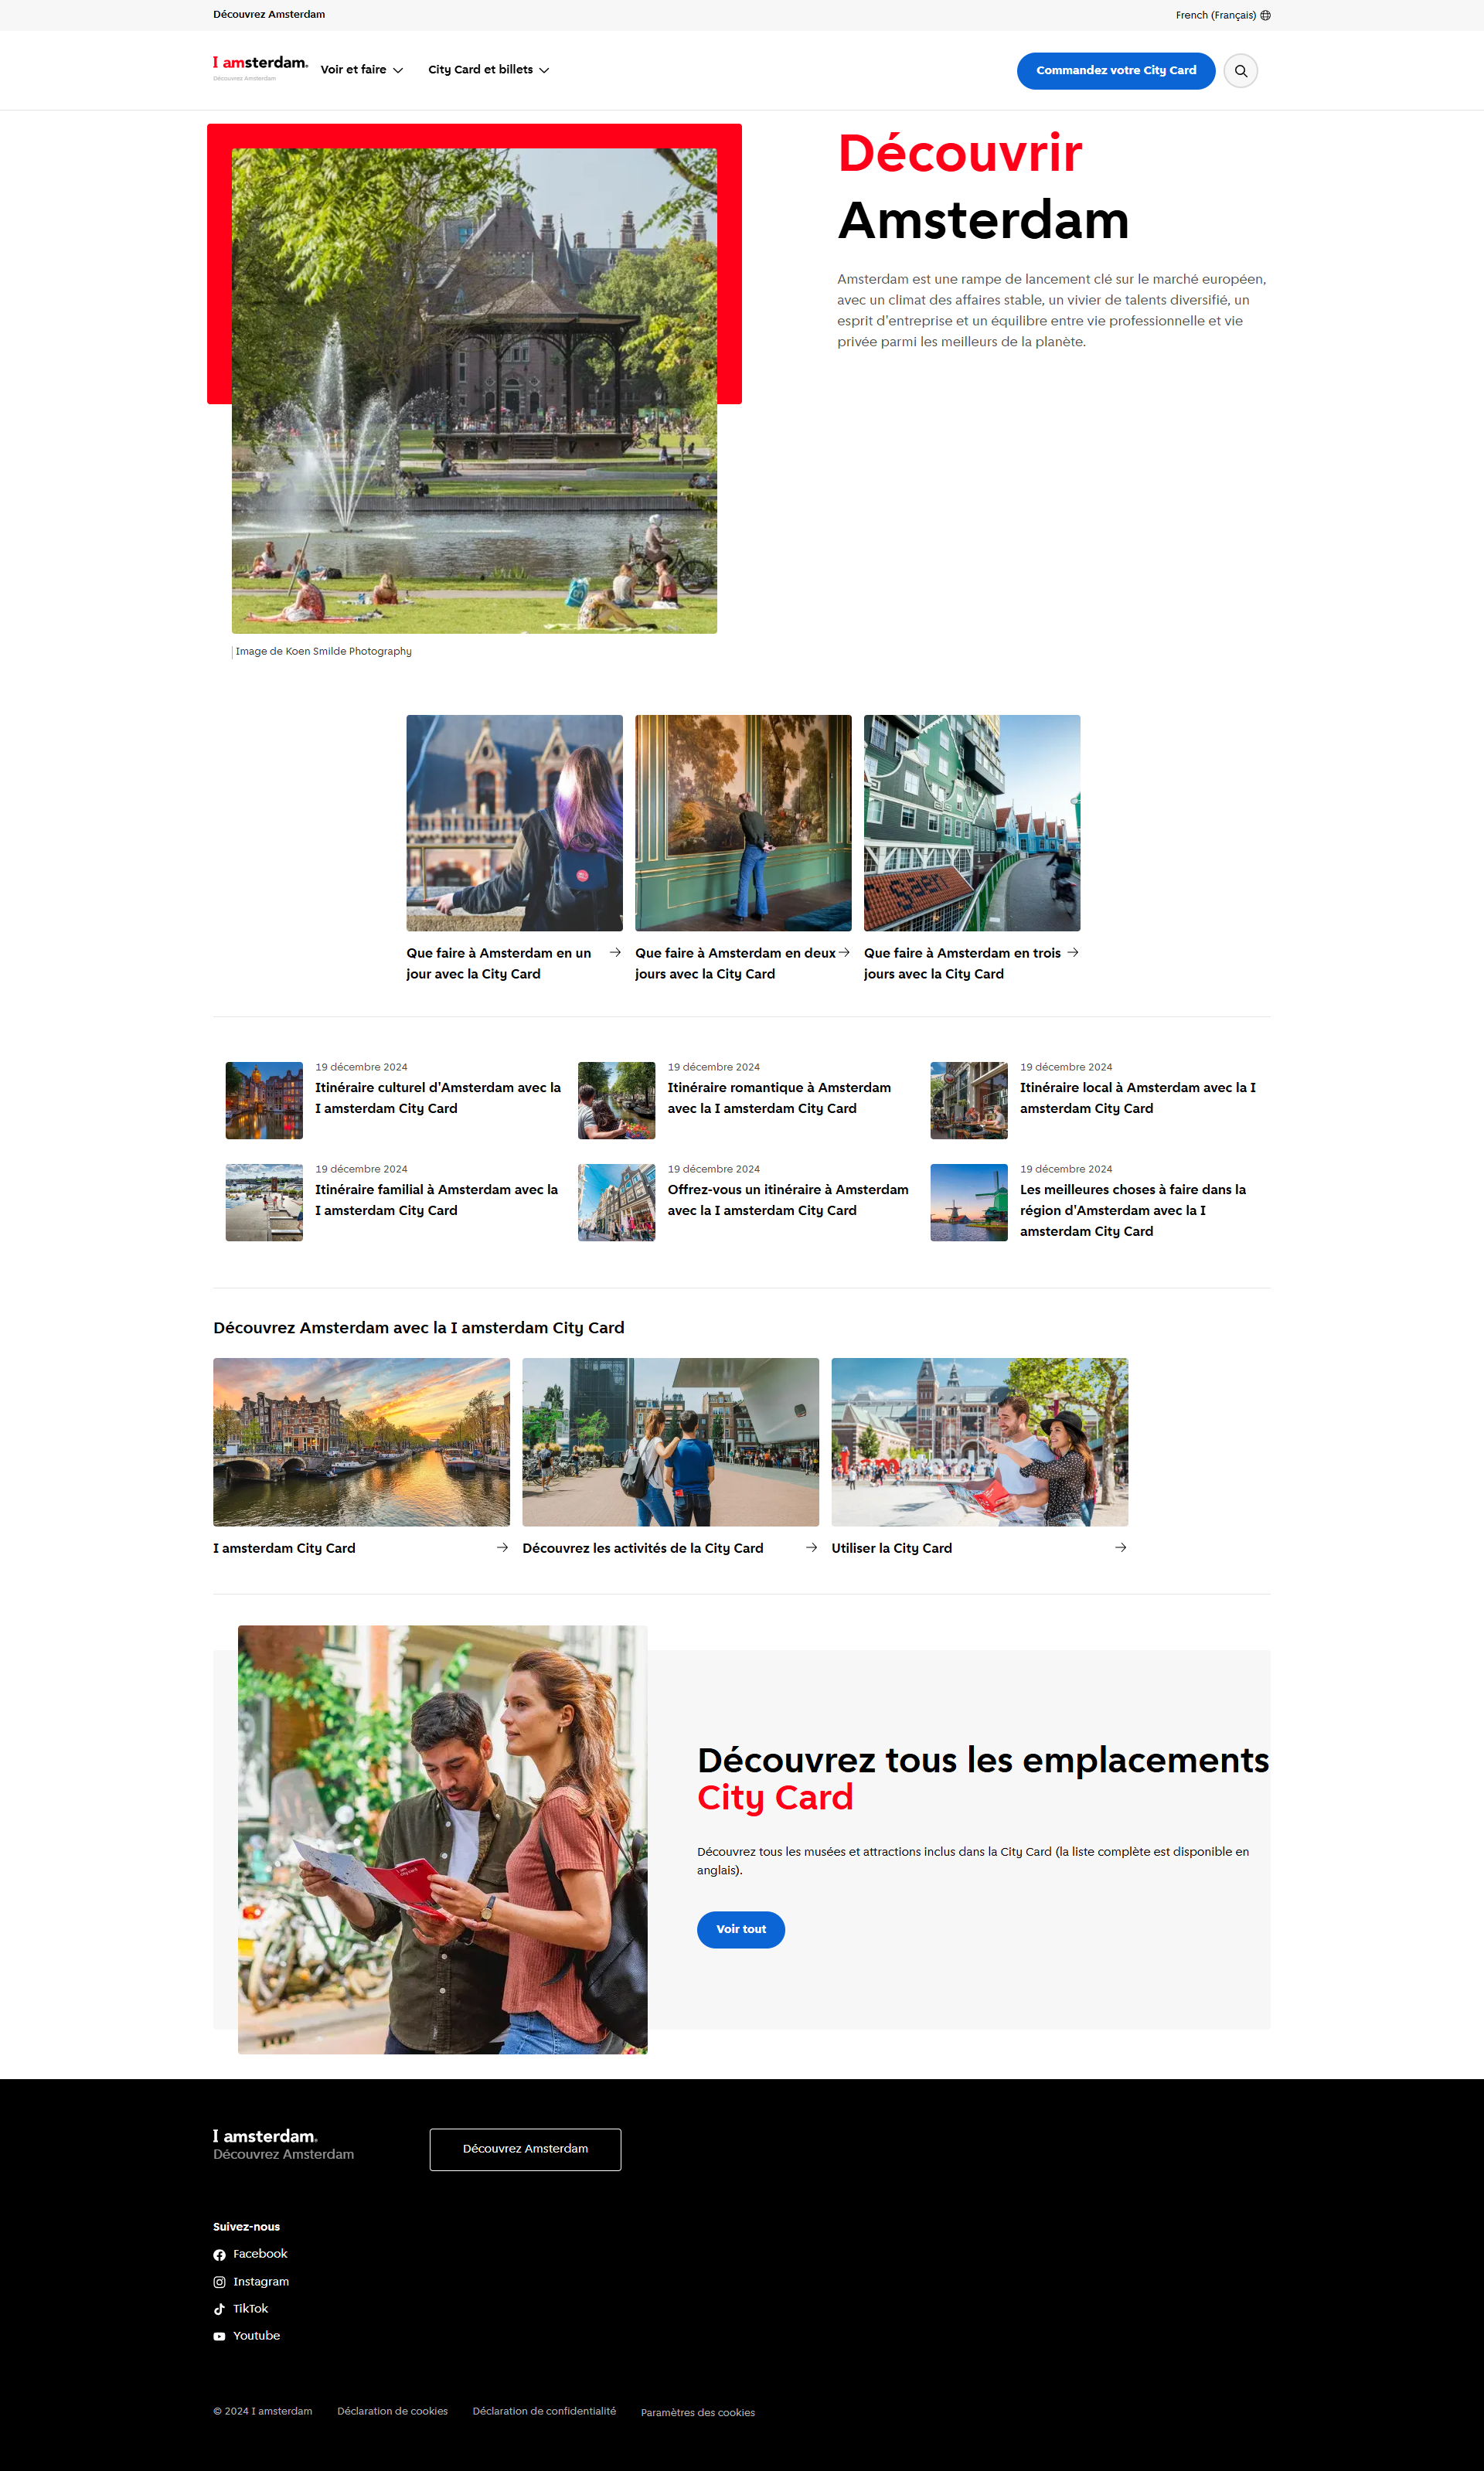 Découvrez Amsterdam
French (Français)
I amsterdam.
Découvrez Amsterdam
Voir et faire
City Card et billets
Commandez votre City Card
Découvrir
Amsterdam
Amsterdam est une rampe de lancement clé sur le marché européen,
avec un climat des affaires stable, un vivier de talents diversifié, un
esprit d'entreprise et un équilibre entre vie professionnelle et vie
privée parmi les meilleurs de la planète.
Image de Koen Smilde Photography
Saen
Que faire à Amsterdam en un
jour avec la City Card
Que faire à Amsterdam en deux
jours avec la City Card
Que faire à Amsterdam en trois
jours avec la City Card
19 décembre 2024
Itinéraire culturel d'Amsterdam avec la
I amsterdam City Card
19 décembre 2024
Itinéraire romantique à Amsterdam
avec la I amsterdam City Card
19 décembre 2024
Itinéraire local à Amsterdam avec la I
amsterdam City Card
19 décembre 2024
Itinéraire familial à Amsterdam avec la
I amsterdam City Card
19 décembre 2024
Offrez-vous un itinéraire à Amsterdam
avec la I amsterdam City Card
19 décembre 2024
Les meilleures choses à faire dans la
région d'Amsterdam avec la I
amsterdam City Card
Découvrez Amsterdam avec la I amsterdam City Card
I amsterdam City Card
Découvrez les activités de la City Card
Utiliser la City Card
Découvrez tous les emplacements
City Card
Découvrez tous les musées et attractions inclus dans la City Card (la liste complète est disponible en
anglais).
Voir tout
I amsterdam.
Découvrez Amsterdam
Découvrez Amsterdam
Suivez-nous
Facebook
Instagram
TikTok
Youtube
© 2024 I amsterdam
Déclaration de cookies
Déclaration de confidentialité
Paramètres des cookies